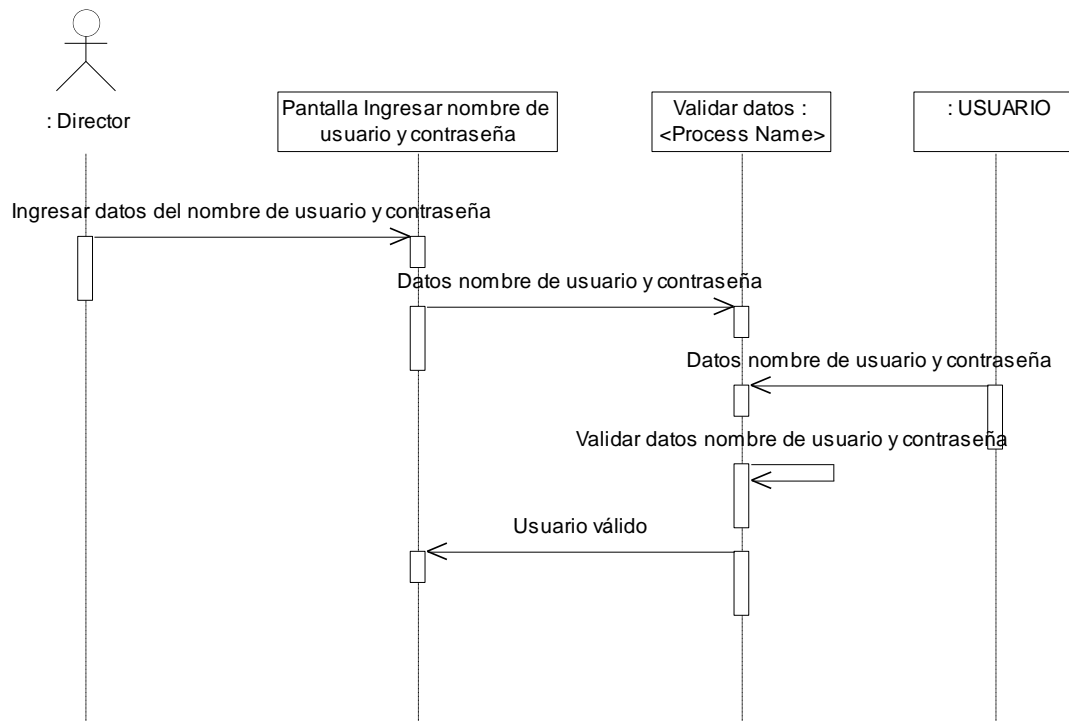 : Director
Pantalla Ingresar nombre de
usuario y contraseña
Validar datos :
<Process Name>
: USUARIO
Ingresar datos del nombre de usuario y contraseña
Datos nombre de usuario y contraseña
Datos nombre de usuario y contraseña
Validar datos nombre de usuario y contraseña
Usuario válido